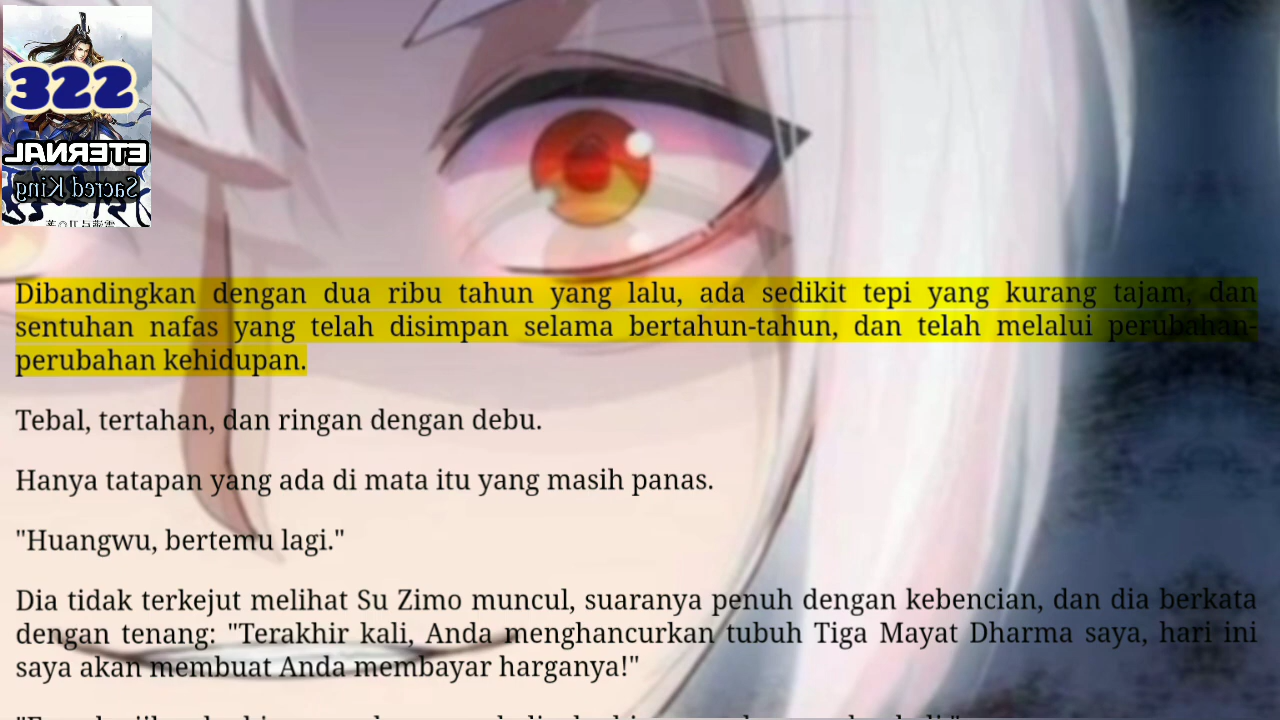 322
ETERNAL
Sacred King
Dibandingkan dengan dua ribu tahun yang lalu, ada sedikit tepi yang kurang tajam, dan
sentuhan nafas yang telah disimpan selama bertahun-tahun, dan telah melalui perubahan-
perubahan kehidupan.
Tebal, tertahan, dan ringan dengan debu.
Hanya tatapan yang ada di mata itu yang masih panas.
"Huangwu, bertemu lagi."
Dia tidak terkejut melihat Su Zimo muncul, suaranya penuh dengan kebencian, dan dia berkata
dengan tenang: "Terakhir kali, Anda menghancurkan tubuh Tiga Mayat Dharma saya, hari ini
saya akan membuat Anda membayar harganya!"